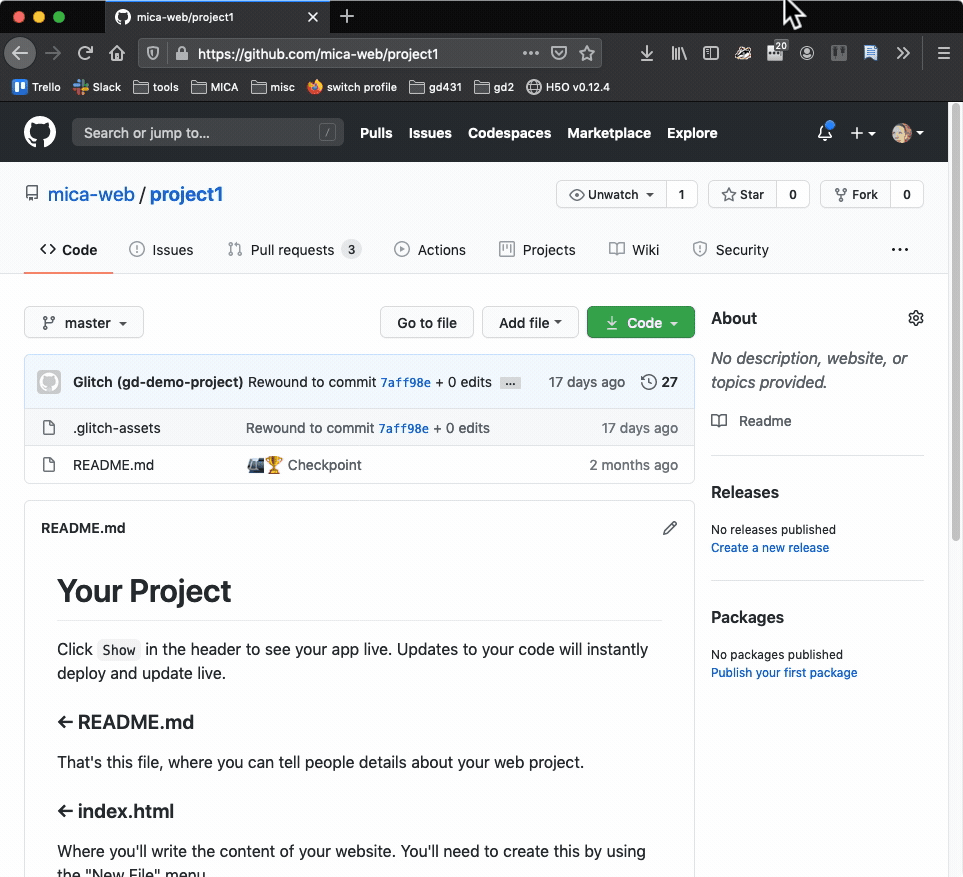 mica-web/project1
https://github.com/mica-web/project1
20
Trello Slack tools MICA misc switch profile gd431 gd2 H5O v0.12.4
Search or jump to... / Pulls Issues Codespaces Marketplace Explore
mica-web / project1 Unwatch 1 Star 0 Fork 0
Code Issues Pull requests 3 Actions Projects Wiki Security
master Go to file Add file Code
Glitch (gd-demo-project) Rewound to commit 7aff98e + 0 edits ... 17 days ago 27
.glitch-assets Rewound to commit 7aff98e + 0 edits 17 days ago
README.md Checkpoint 2 months ago
README.md
Your Project
Click Show in the header to see your app live. Updates to your code will instantly
deploy and update live.
← README.md
That's this file, where you can tell people details about your web project.
← index.html
Where you'll write the content of your website. You'll need to create this by using
the "New File" menu
About
No description, website, or
topics provided.
Readme
Releases
No releases published
Create a new release
Packages
No packages published
Publish your first package